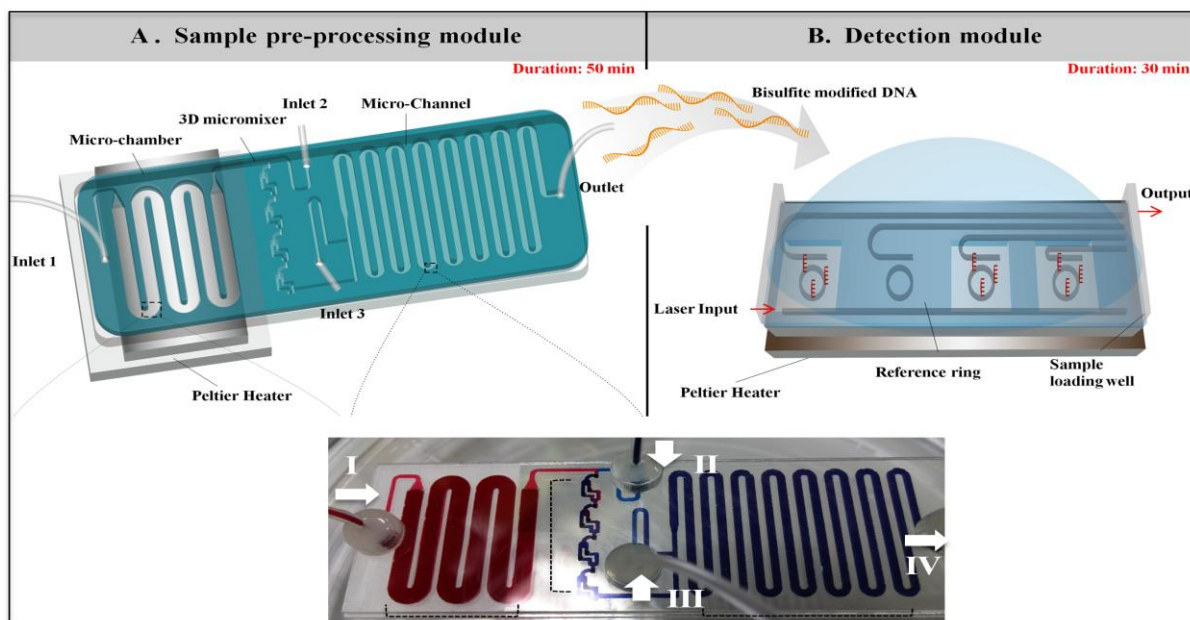 A . Sample pre-processing module
B. Detection module
Duration: 50 min
Duration: 30 min
Inlet 2
Micro-Channel
Bisulfite modified DNA
3D micromixer
Micro-chamber
Outlet
Output
Inlet 1
Laser Input
Inlet 3
Reference ring
Sample
loading well
Peltier Heater
Peltier Heater
I
II
III
IV